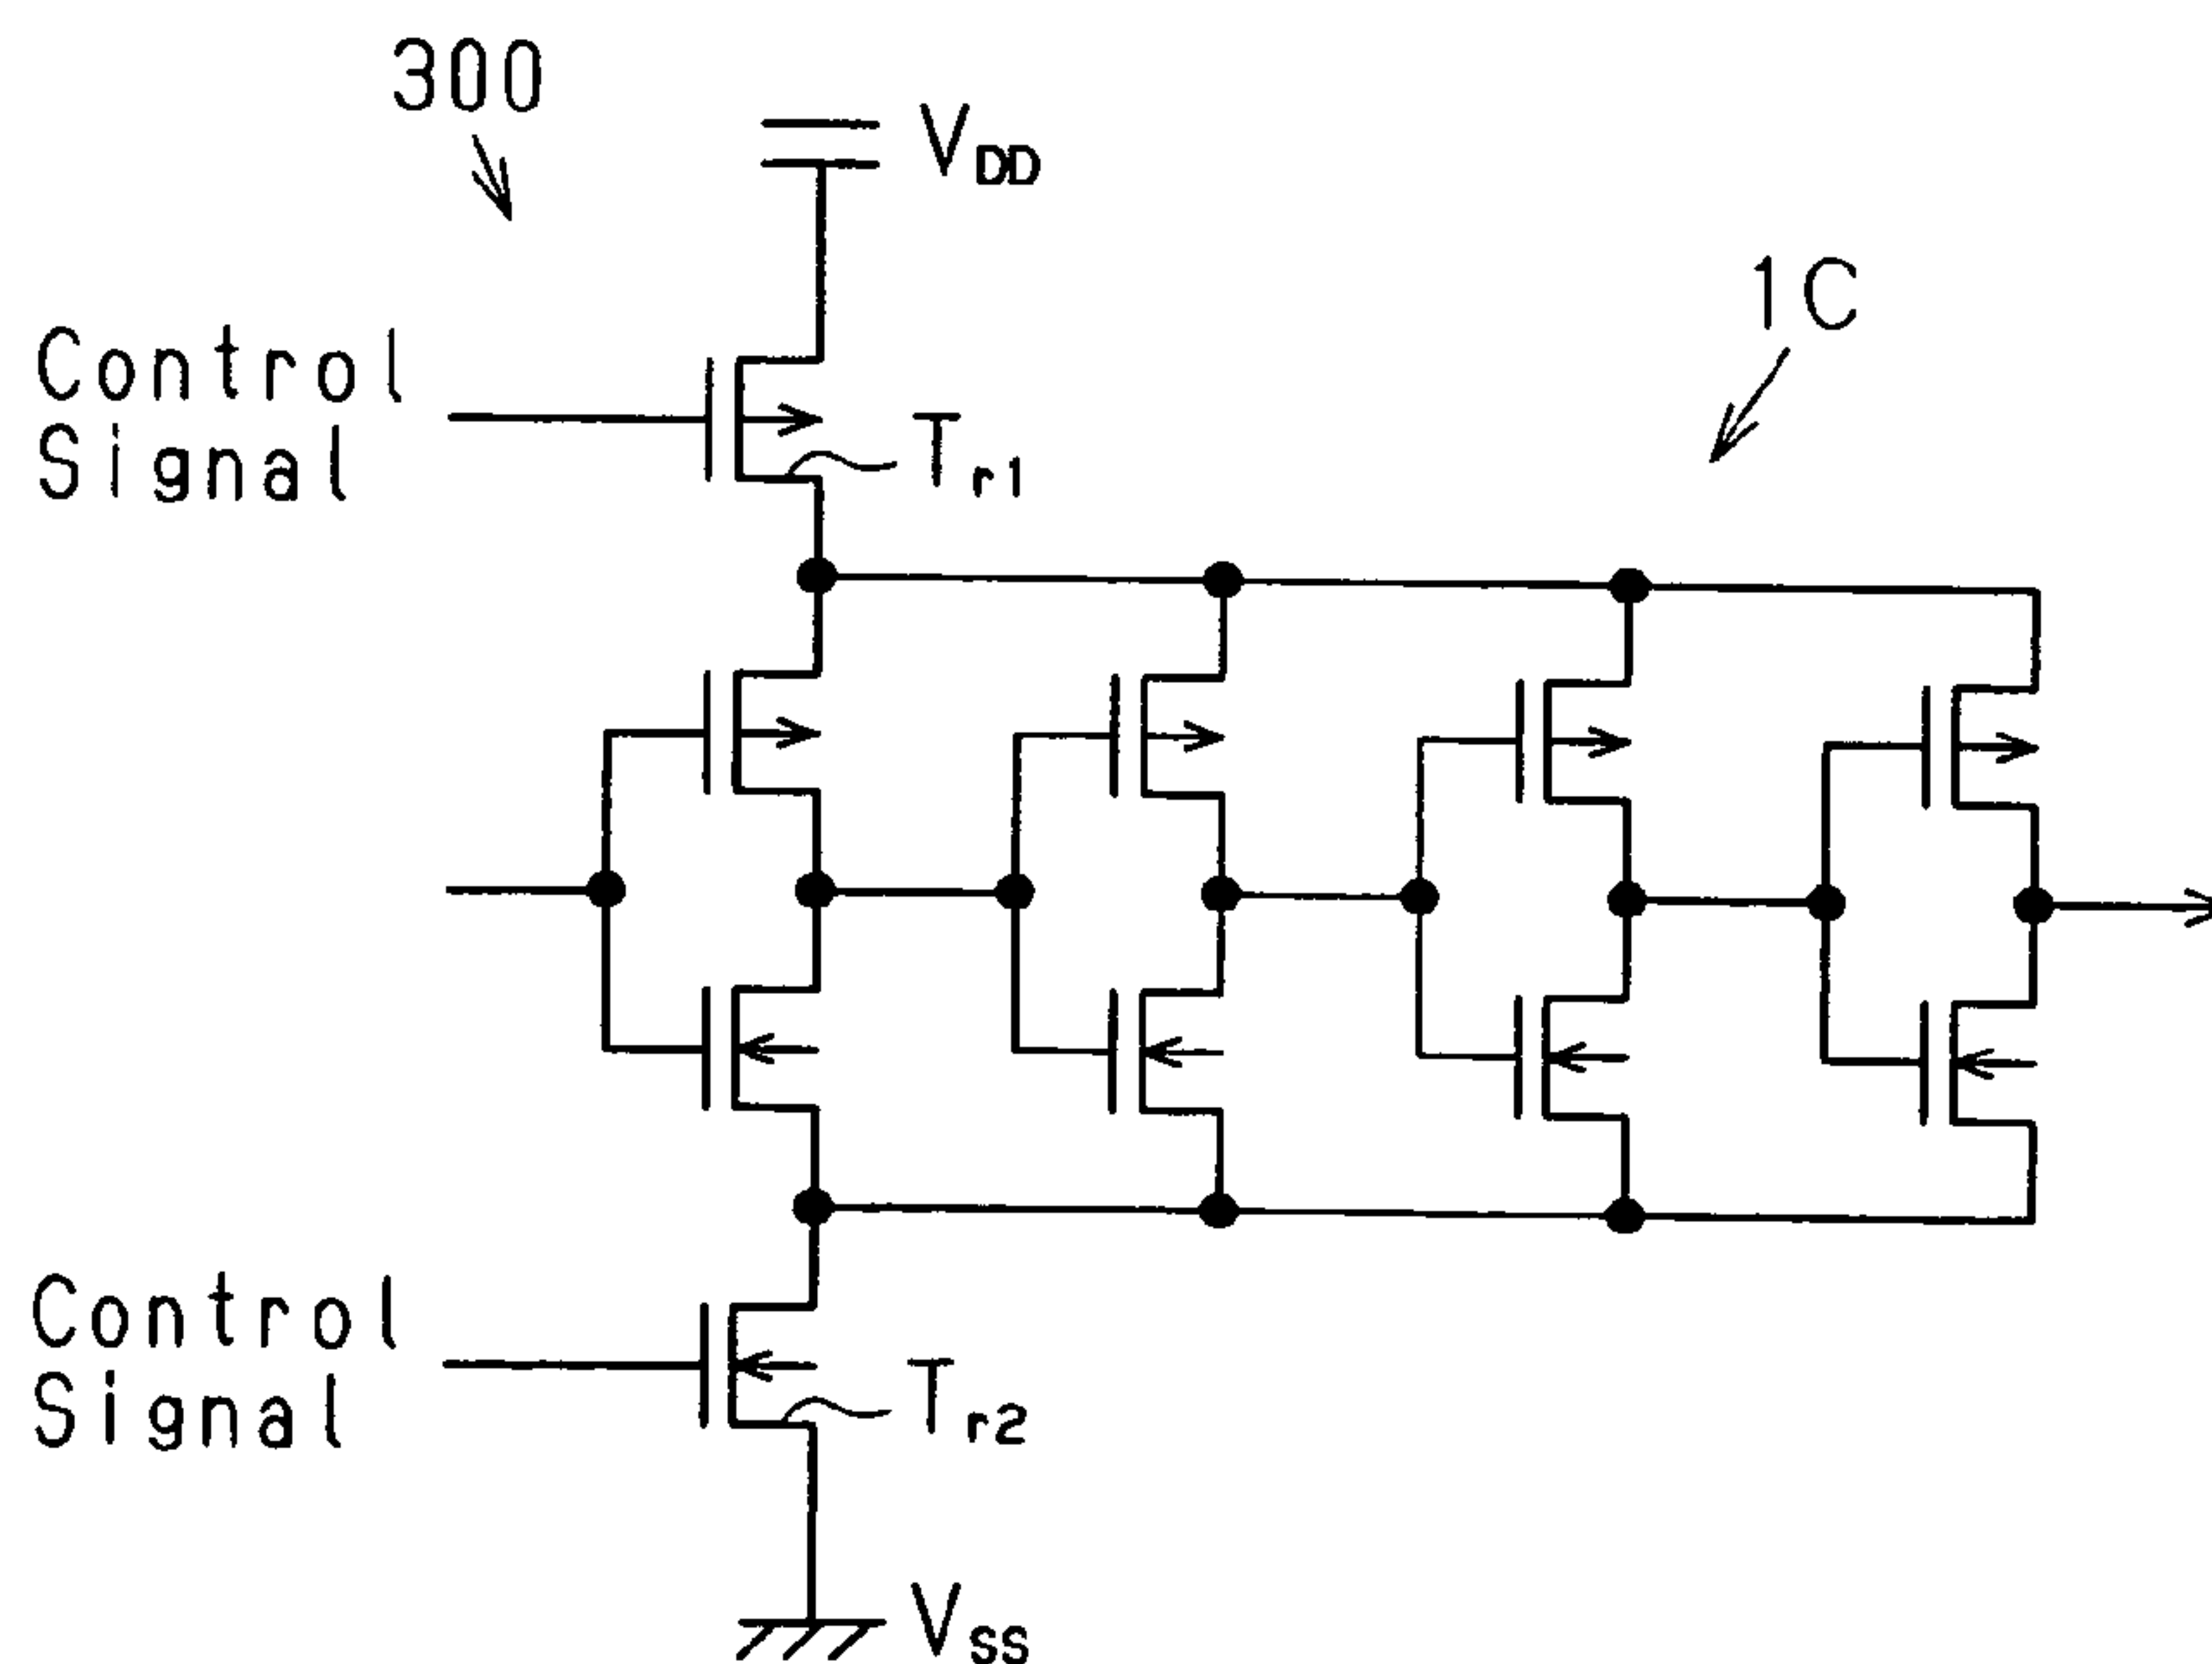 300
VDD
1C
Control
Signal
Tr1
Control
Signal
Tr2
VSS